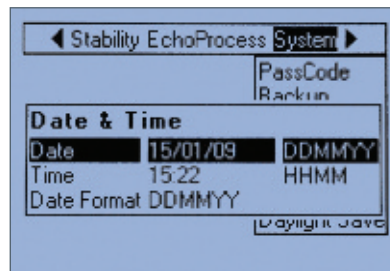 ◀ Stability EchoProcess System ▶
PassCode
Backup
Date & Time
Date 15/01/09 DDMMYY
Time 15:22 HHMM
Date Format DDMMYY
Daylight Save